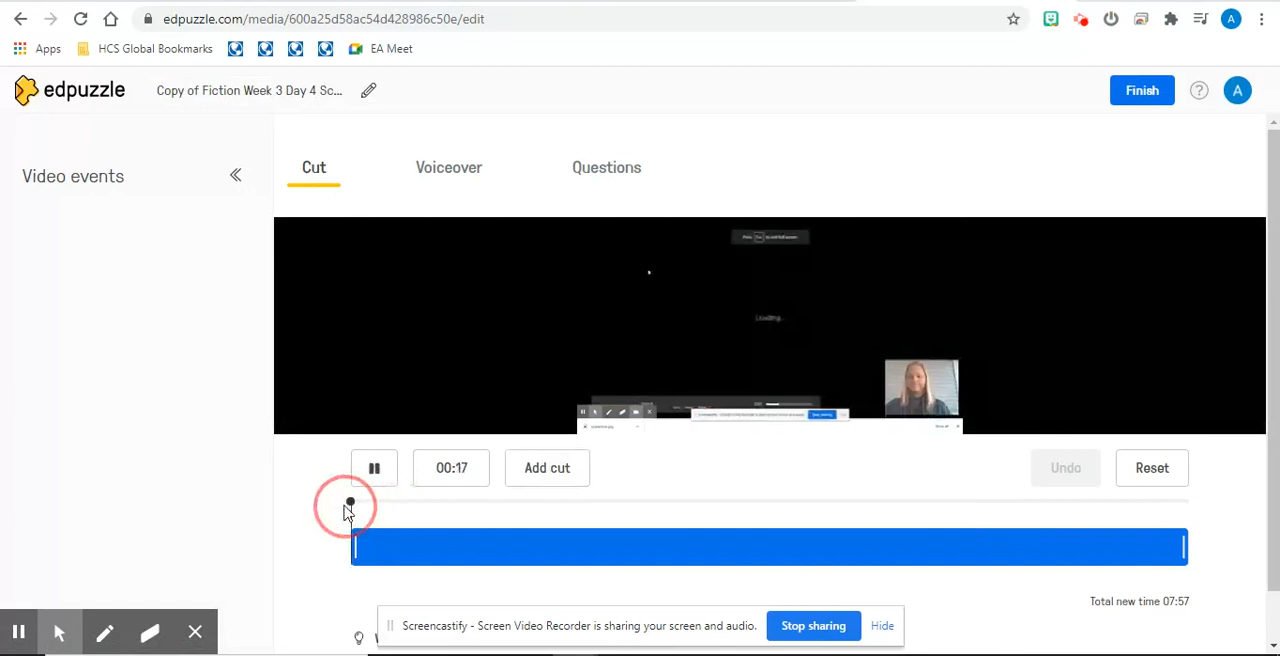 edpuzzle.com/media/600a25d58ac54d428986c50e/edit
A
Apps HCS Global Bookmarks EA Meet
edpuzzle Copy of Fiction Week 3 Day 4 Sc... Finish ? A
Video events
Cut Voiceover Questions
Loading...
00:17 Add cut Undo Reset
Total new time 07:57
Screencastify - Screen Video Recorder is sharing your screen and audio. Stop sharing Hide